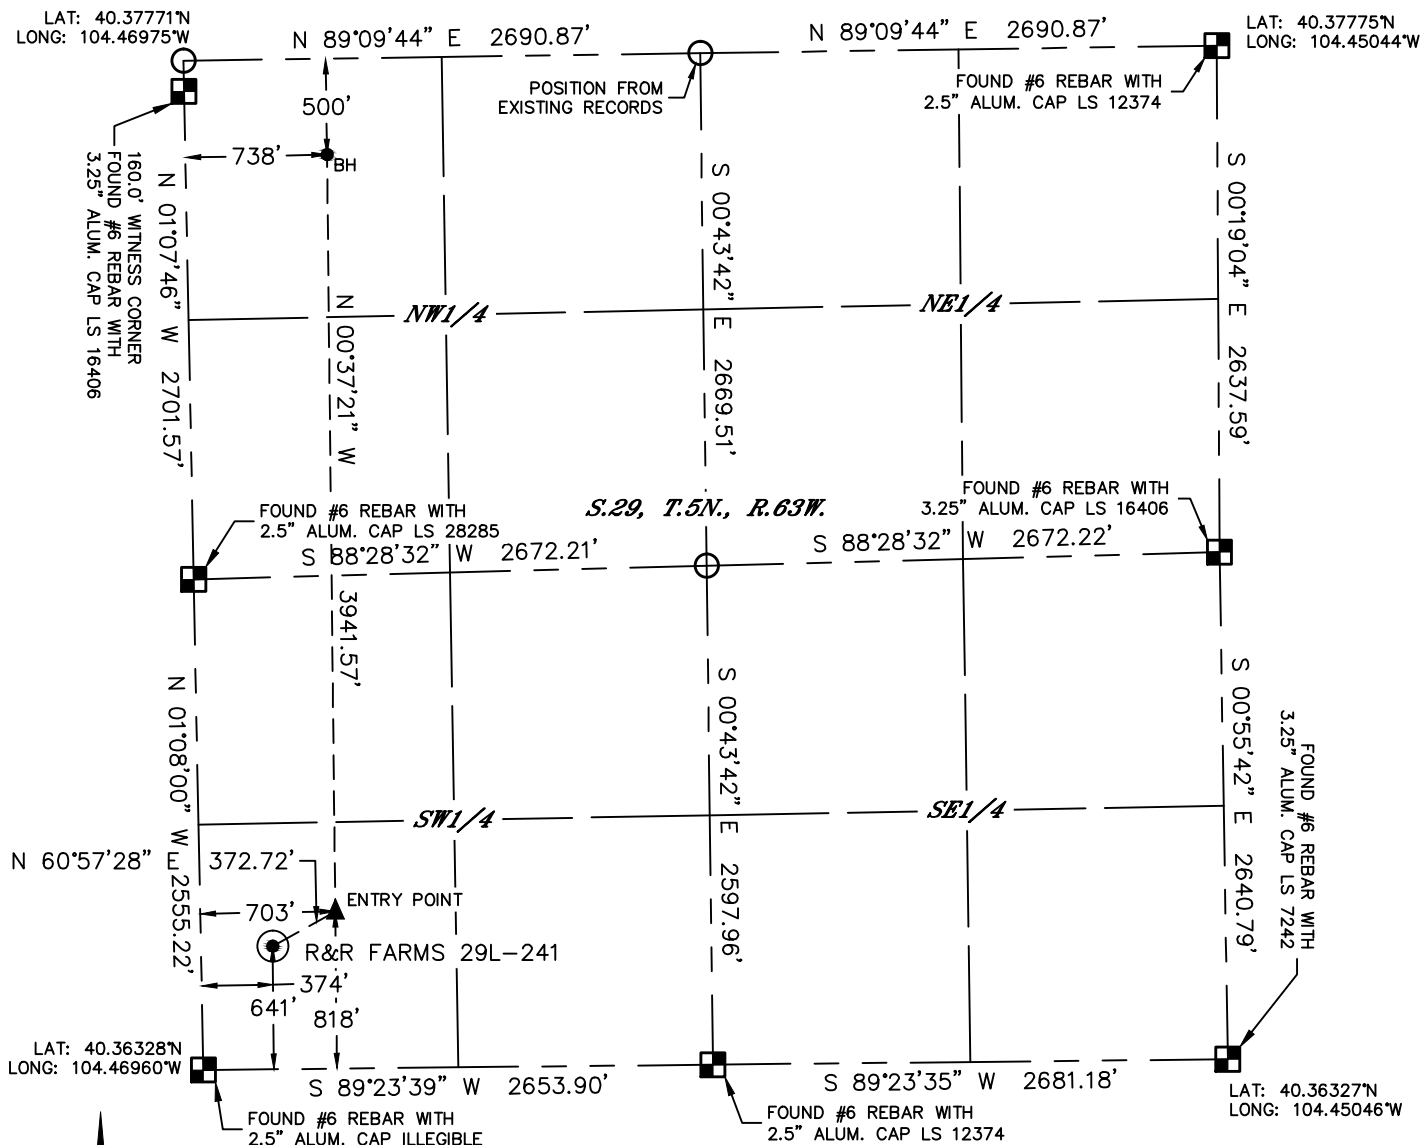 LAT: 40.37771°N
LONG: 104.46975°W
N 89°09'44" E 2690.87'
N 89°09'44" E 2690.87'
LAT: 40.37775°N
LONG: 104.45044°W
POSITION FROM
EXISTING RECORDS
FOUND #6 REBAR WITH
2.5" ALUM. CAP LS 12374
500'
738'
BH
160.0' WITNESS CORNER
FOUND #6 REBAR WITH
3.25" ALUM. CAP LS 16406
N 01°07'46" W 2701.57'
N 00°37'21" W 3941.57'
S 00°43'42" E 2669.51'
S 00°19'04" E 2637.59'
NW1/4
NE1/4
FOUND #6 REBAR WITH
2.5" ALUM. CAP LS 28285
S.29, T.5N., R.63W.
FOUND #6 REBAR WITH
3.25" ALUM. CAP LS 16406
S 88°28'32" W 2672.21'
S 88°28'32" W 2672.22'
N 01°08'00" W 2555.22'
S 00°43'42" E 2597.96'
S 00°55'42" E 2640.79'
FOUND #6 REBAR WITH
3.25" ALUM. CAP LS 7242
SW1/4
SE1/4
N 60°57'28" E 372.72'
ENTRY POINT
703'
R&R FARMS 29L-241
374'
641'
818'
LAT: 40.36328°N
LONG: 104.46960°W
S 89°23'39" W 2653.90'
S 89°23'35" W 2681.18'
LAT: 40.36327°N
LONG: 104.45046°W
FOUND #6 REBAR WITH
2.5" ALUM. CAP ILLEGIBLE
FOUND #6 REBAR WITH
2.5" ALUM. CAP LS 12374